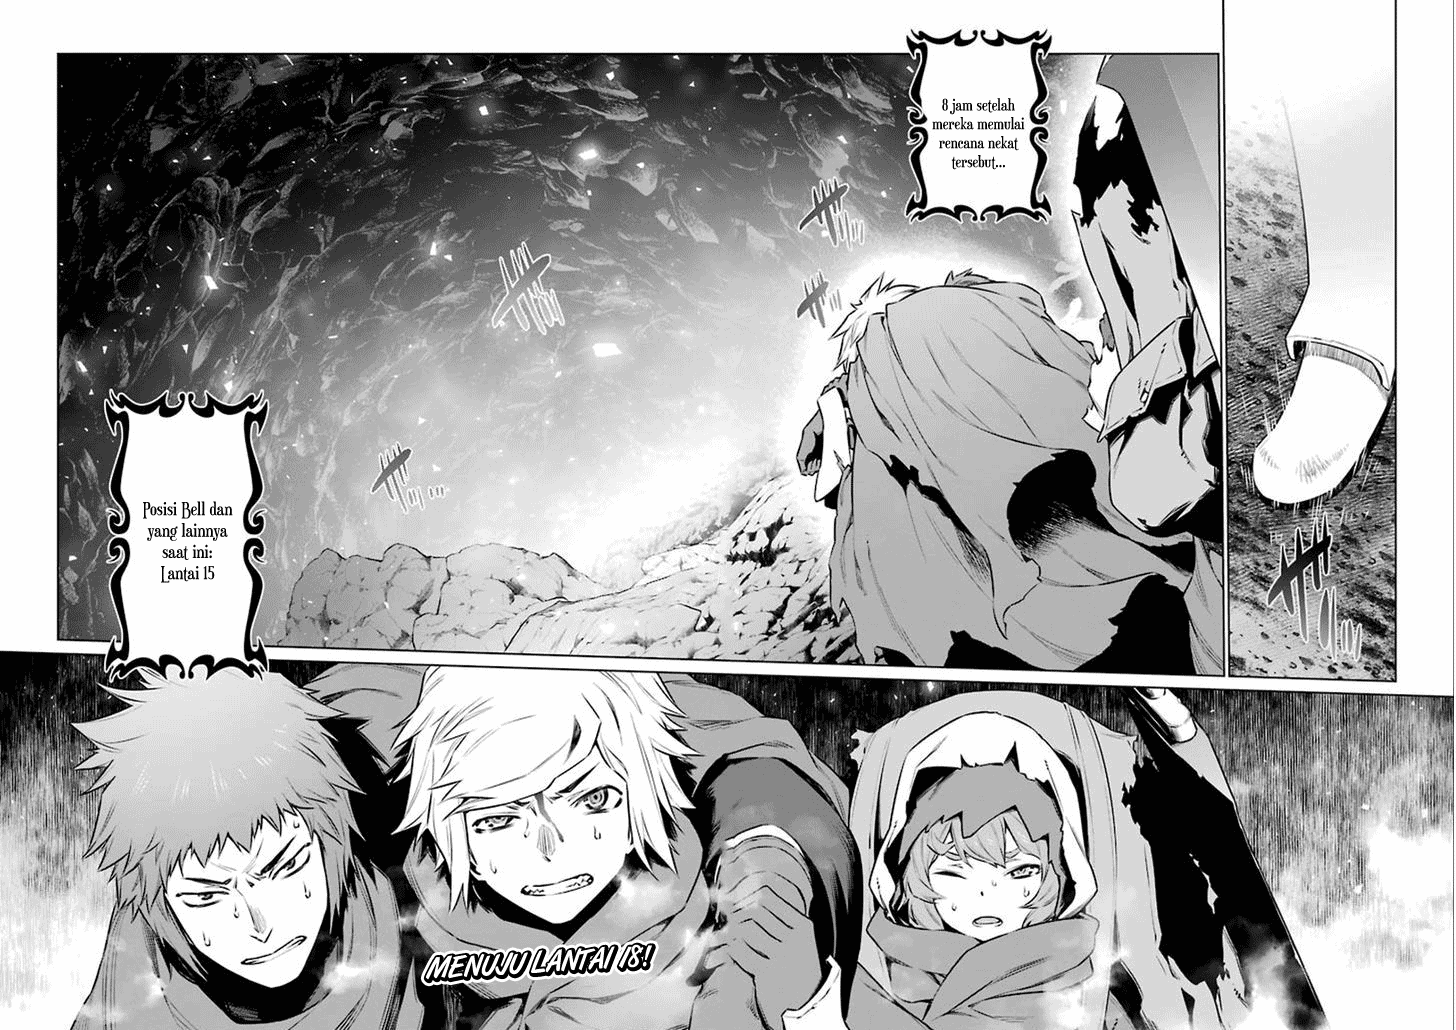 8 jam setelah
mereka memulai
rencana nekat
tersebut...
Posisi Bell dan
yang lainnya
saat ini:
Lantai 15
MENUJU LANTAI 18!